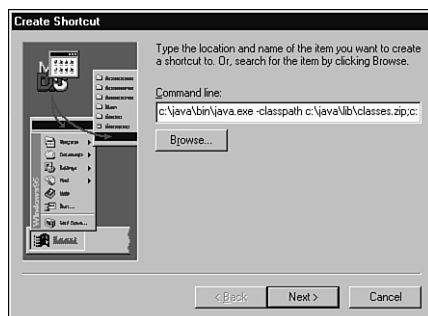 Create Shortcut
Type the location and name of the item you want to create
a shortcut to. Or, search for the item by clicking Browse.
Command line:
c:\java\bin\java.exe -classpath c:\java\lib\classes.zip;c:
Browse...
Windows95
< Back
Next >
Cancel